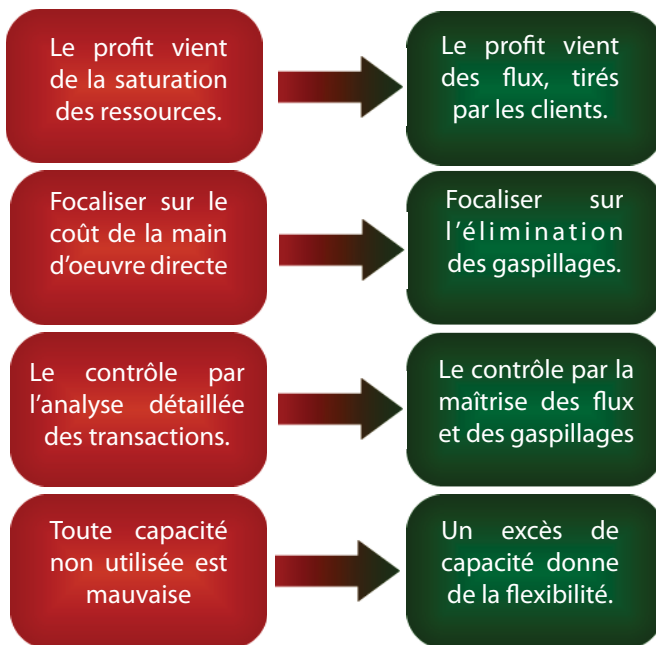 Le profit vient
de la saturation
des ressources.
Le profit vient
des flux, tirés
par les clients.
Focaliser sur le
coût de la main
d'oeuvre directe
Focaliser sur
l'élimination
des gaspillages.
Le contrôle par
l'analyse détaillée
des transactions.
Le contrôle par la
maîtrise des flux
et des gaspillages
Toute capacité
non utilisée est
mauvaise
Un excès de
capacité donne
de la flexibilité.